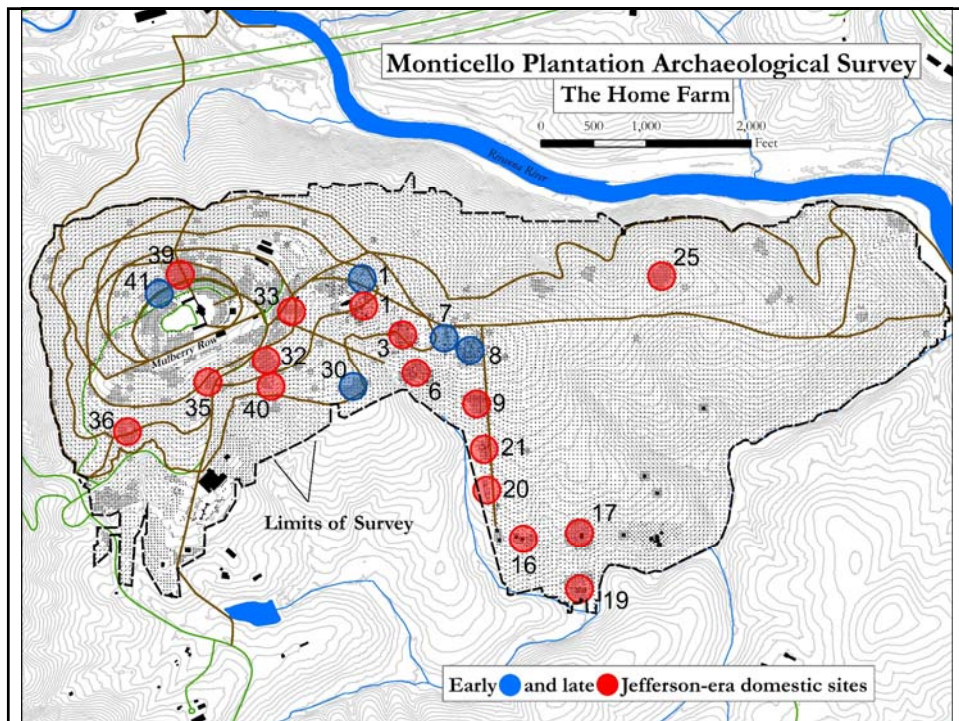 Monticello Plantation Archaeological Survey
The Home Farm
0 500 1,000 2,000
Feet
Rivanna River
25
39
41
1
33
1
7
3
8
Mulberry Row
32
30
6
35
40
9
36
21
20
17
Limits of Survey
16
19
Early and late Jefferson-era domestic sites